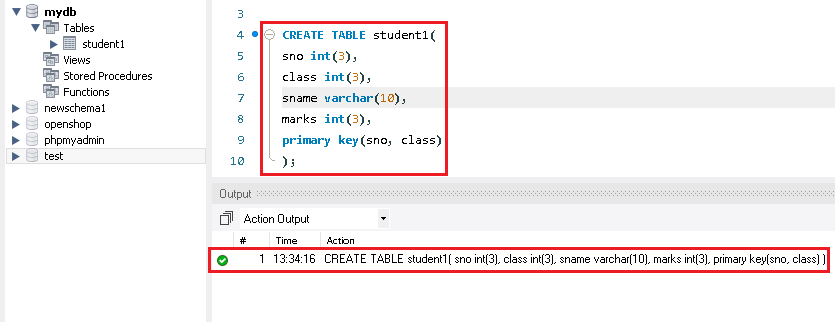 mydb
Tables
student1
Views
Stored Procedures
Functions
newschema1
openshop
phpmyadmin
test
3
4 CREATE TABLE student1(
5 sno int(3),
6 class int(3),
7 sname varchar(10),
8 marks int(3),
9 primary key(sno, class)
10 );
Output
Action Output
# Time Action
1 13:34:16 CREATE TABLE student1( sno int(3), class int(3), sname varchar(10), marks int(3), primary key(sno, class) )